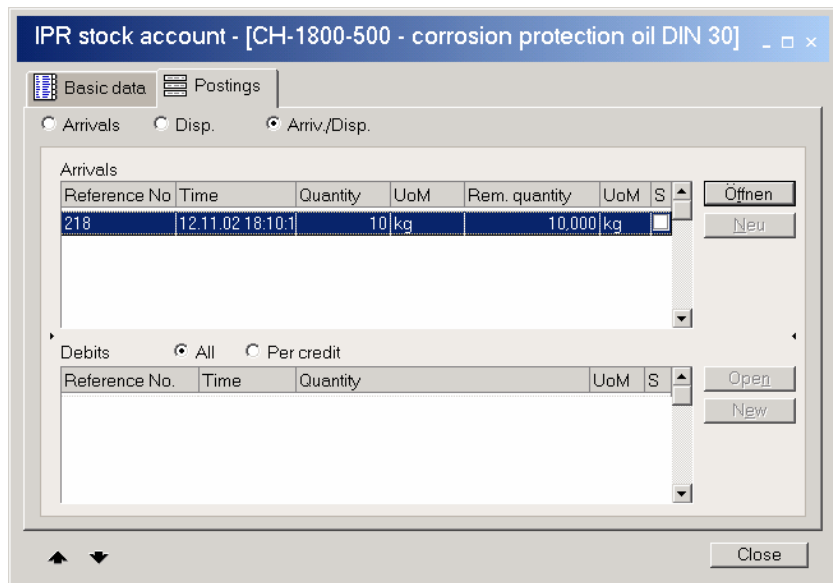 IPR stock account - [CH-1800-500 - corrosion protection oil DIN 30]
Basic data Postings
Arrivals Disp. Arriv./Disp.
Arrivals
Reference No Time Quantity UoM Rem. quantity UoM S Öffnen
218 12.11.02 18:10:1 10 kg 10,000 kg Neu
Debits All Per credit
Reference No. Time Quantity UoM S Open
New
Close